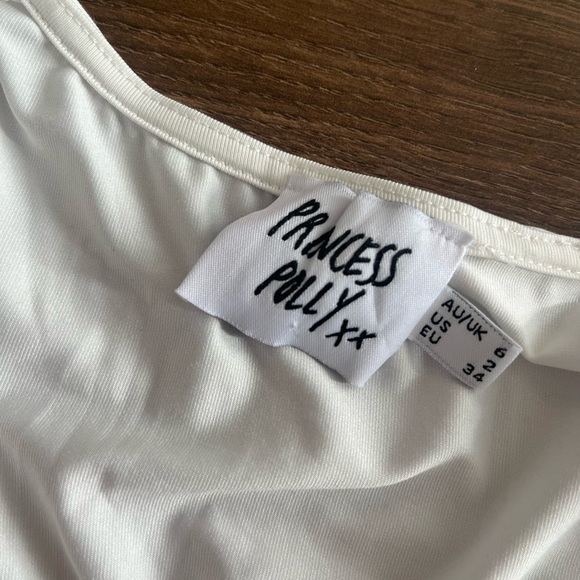 PRINCESS
POLLY xx
AU/UK 6
US 2
EU 34